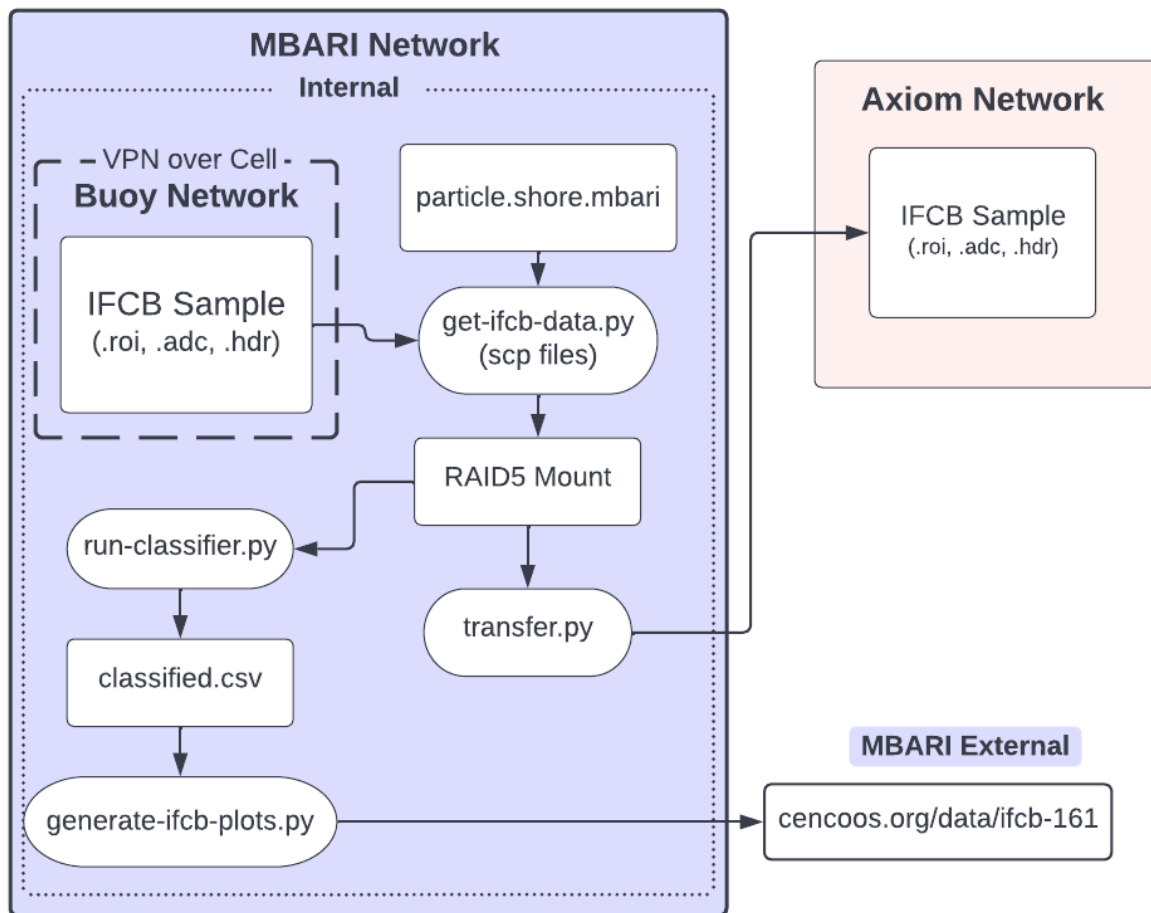 MBARI Network
Internal
VPN over Cell
Buoy Network
IFCB Sample
(.roi, .adc, .hdr)
particle.shore.mbari
get-ifcb-data.py
(scp files)
RAID5 Mount
run-classifier.py
transfer.py
classified.csv
generate-ifcb-plots.py
Axiom Network
IFCB Sample
(.roi, .adc, .hdr)
MBARI External
cencoos.org/data/ifcb-161